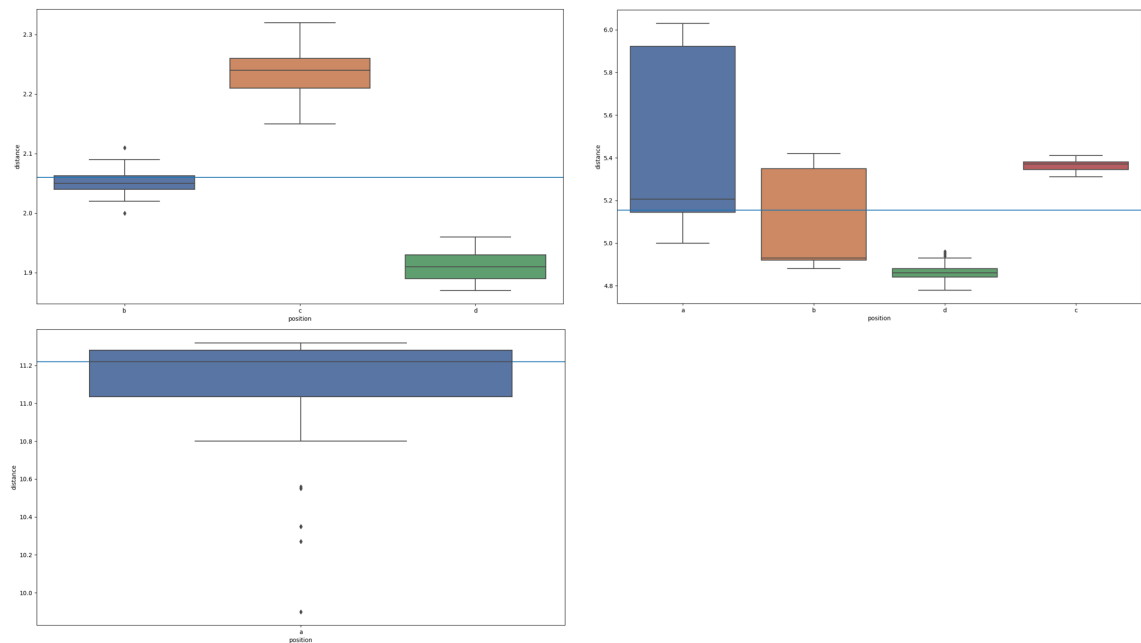 2.3
2.2
2.1
2.0
1.9
distance
b c d
position
6.0
5.8
5.6
5.4
5.2
5.0
4.8
distance
a b d c
position
11.2
11.0
10.8
10.6
10.4
10.2
10.0
distance
a
position